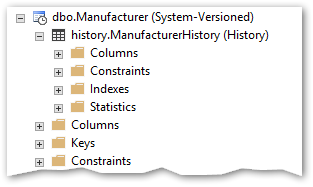 dbo.Manufacturer (System-Versioned)
history.ManufacturerHistory (History)
Columns
Constraints
Indexes
Statistics
Columns
Keys
Constraints